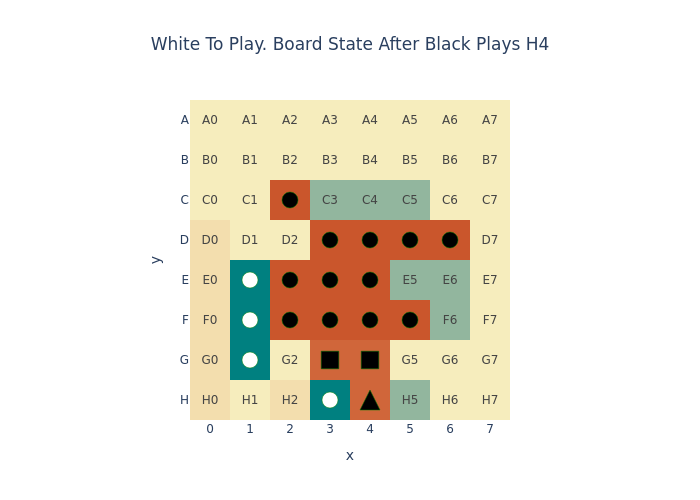 White To Play. Board State After Black Plays H4
A A0 A1 A2 A3 A4 A5 A6 A7
B B0 B1 B2 B3 B4 B5 B6 B7
C C0 C1 C3 C4 C5 C6 C7
D D0 D1 D2 D7
y
E E0 E5 E6 E7
F F0 F6 F7
G G0 G2 G5 G6 G7
H H0 H1 H2 H5 H6 H7
0 1 2 3 4 5 6 7
x